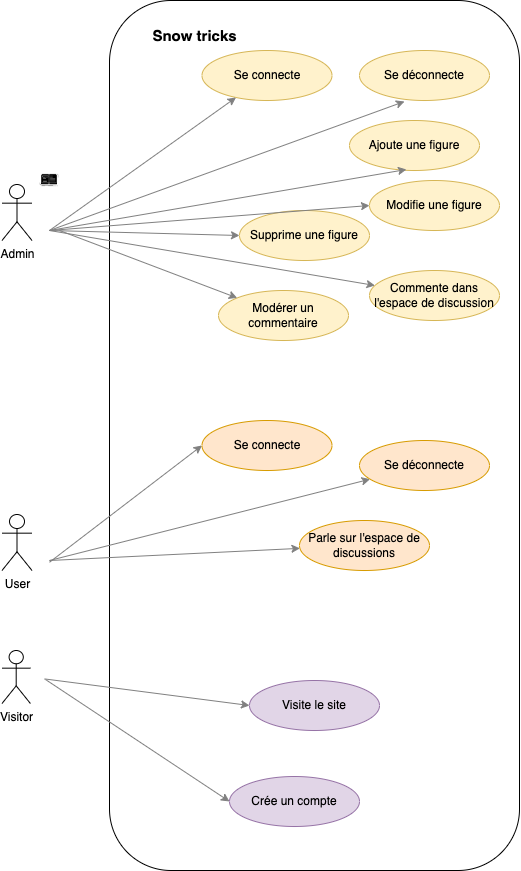 Snow tricks
Se connecte
Se déconnecte
Ajoute une figure
Modifie une figure
Supprime une figure
Admin
Commente dans
l'espace de discussion
Modérer un
commentaire
Se connecte
Se déconnecte
Parle sur l'espace de
discussions
User
Visitor
Visite le site
Crée un compte